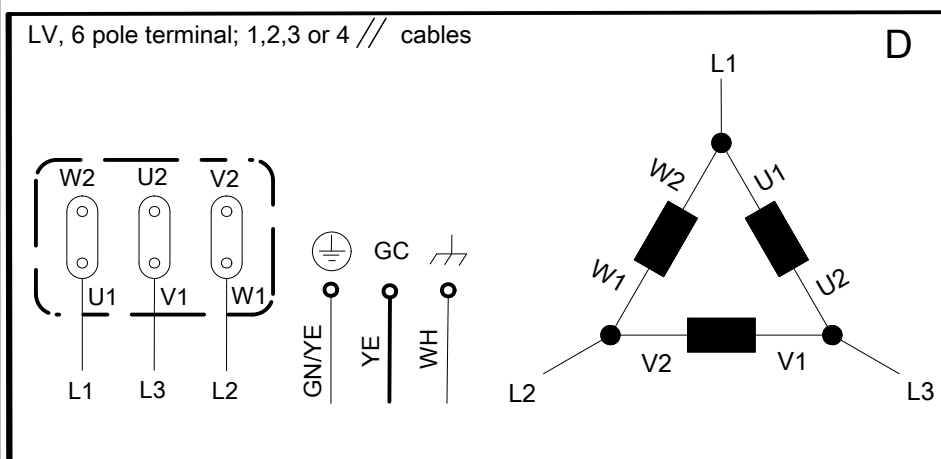 LV, 6 pole terminal; 1,2,3 or 4 // cables
D
W2 U2 V2
U1 V1 W1
L1 L3 L2
GC
GN/YE YE WH
L1
W2 U1
W1 U2
V2 V1
L2 L3